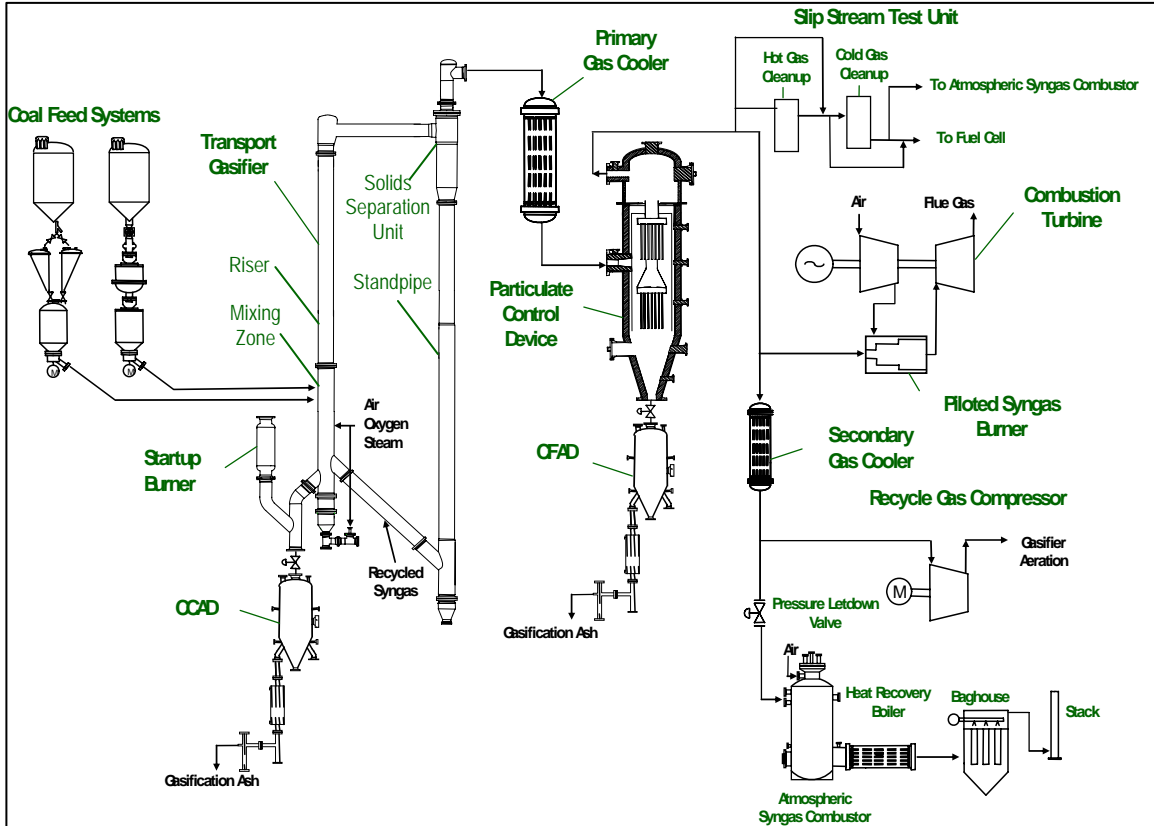 Slip Stream Test Unit
Primary
Gas Cooler
Hot Gas
Cleanup
Cold Gas
Cleanup
To Atmospheric Syngas Combustor
To Fuel Cell
Coal Feed Systems
Transport
Gasifier
Solids
Separation
Unit
Air
Flue Gas
Combustion
Turbine
Riser
Standpipe
Particulate
Control
Device
Mixing
Zone
M
M
Air
Oxygen
Steam
Piloted Syngas
Burner
Startup
Burner
CFAD
Secondary
Gas Cooler
Recycle Gas Compressor
Recycled
Syngas
Gasifier
Aeration
M
CCAD
Gasification Ash
Pressure Letdown
Valve
Air
Heat Recovery
Boiler
Baghouse
Stack
Gasification Ash
Atmospheric
Syngas Combustor